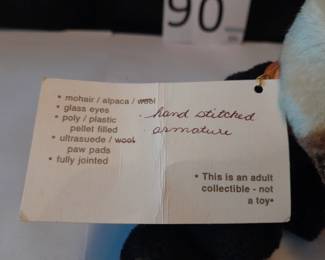 90
• mohair / alpaca / wool
• glass eyes
• poly / plastic
pellet filled
• ultrasuede / wool
paw pads
• fully jointed
. hand stitched
armature
• This is an adult
collectible - not
a toy•